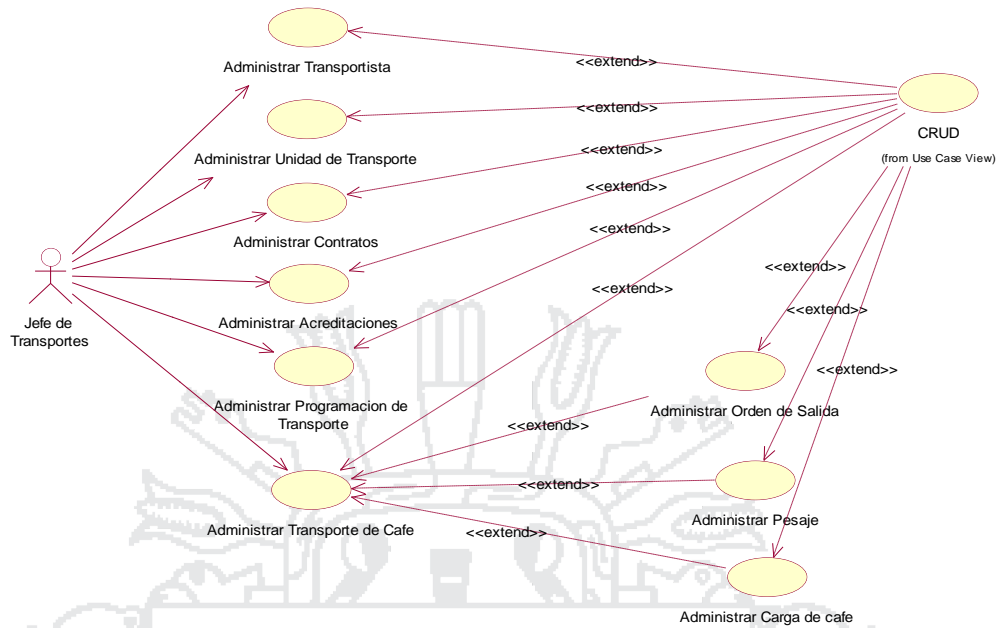 Administrar Transportista
<<extend>>
<<extend>>
CRUD
(from Use Case View)
Administrar Unidad de Transporte
<<extend>>
<<extend>>
Administrar Contratos
<<extend>>
<<extend>>
<<extend>>
Jefe de
Transportes
Administrar Acreditaciones
<<extend>>
<<extend>>
Administrar Programacion de
Transporte
Administrar Orden de Salida
<<extend>>
<<extend>>
Administrar Transporte de Cafe
Administrar Pesaje
<<extend>>
Administrar Carga de cafe